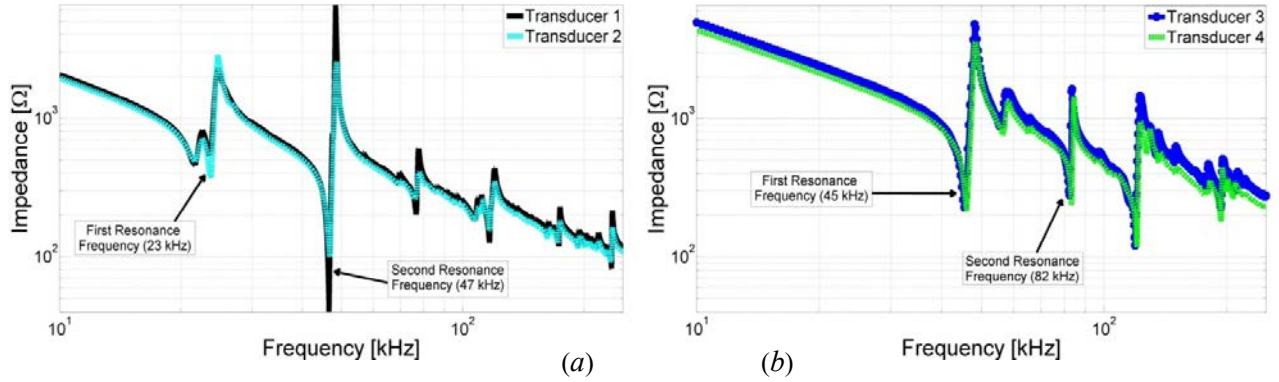 Transducer 1
Transducer 2
Impedance [Ω]
10³
10²
First Resonance
Frequency (23 kHz)
Second Resonance
Frequency (47 kHz)
10¹
10²
Frequency [kHz]
(a)
Transducer 3
Transducer 4
Impedance [Ω]
10³
10²
First Resonance
Frequency (45 kHz)
Second Resonance
Frequency (82 kHz)
10¹
10²
Frequency [kHz]
(b)